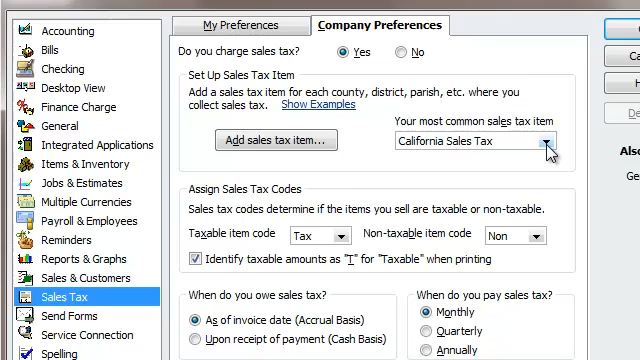 My Preferences
Company Preferences
Accounting
Bills
Checking
Desktop View
Finance Charge
General
Integrated Applications
Items & Inventory
Jobs & Estimates
Multiple Currencies
Payroll & Employees
Reminders
Reports & Graphs
Sales & Customers
Sales Tax
Send Forms
Service Connection
Spelling
Do you charge sales tax?
Yes
No
Set Up Sales Tax Item
Add a sales tax item for each county, district, parish, etc. where you
collect sales tax. Show Examples
Your most common sales tax item
Add sales tax item...
California Sales Tax
Assign Sales Tax Codes
Sales tax codes determine if the items you sell are taxable or non-taxable.
Taxable item code
Tax
Non-taxable item code
Non
Identify taxable amounts as "T" for "Taxable" when printing
When do you owe sales tax?
As of invoice date (Accrual Basis)
Upon receipt of payment (Cash Basis)
When do you pay sales tax?
Monthly
Quarterly
Annually
Ca
H
De
Also
Ge